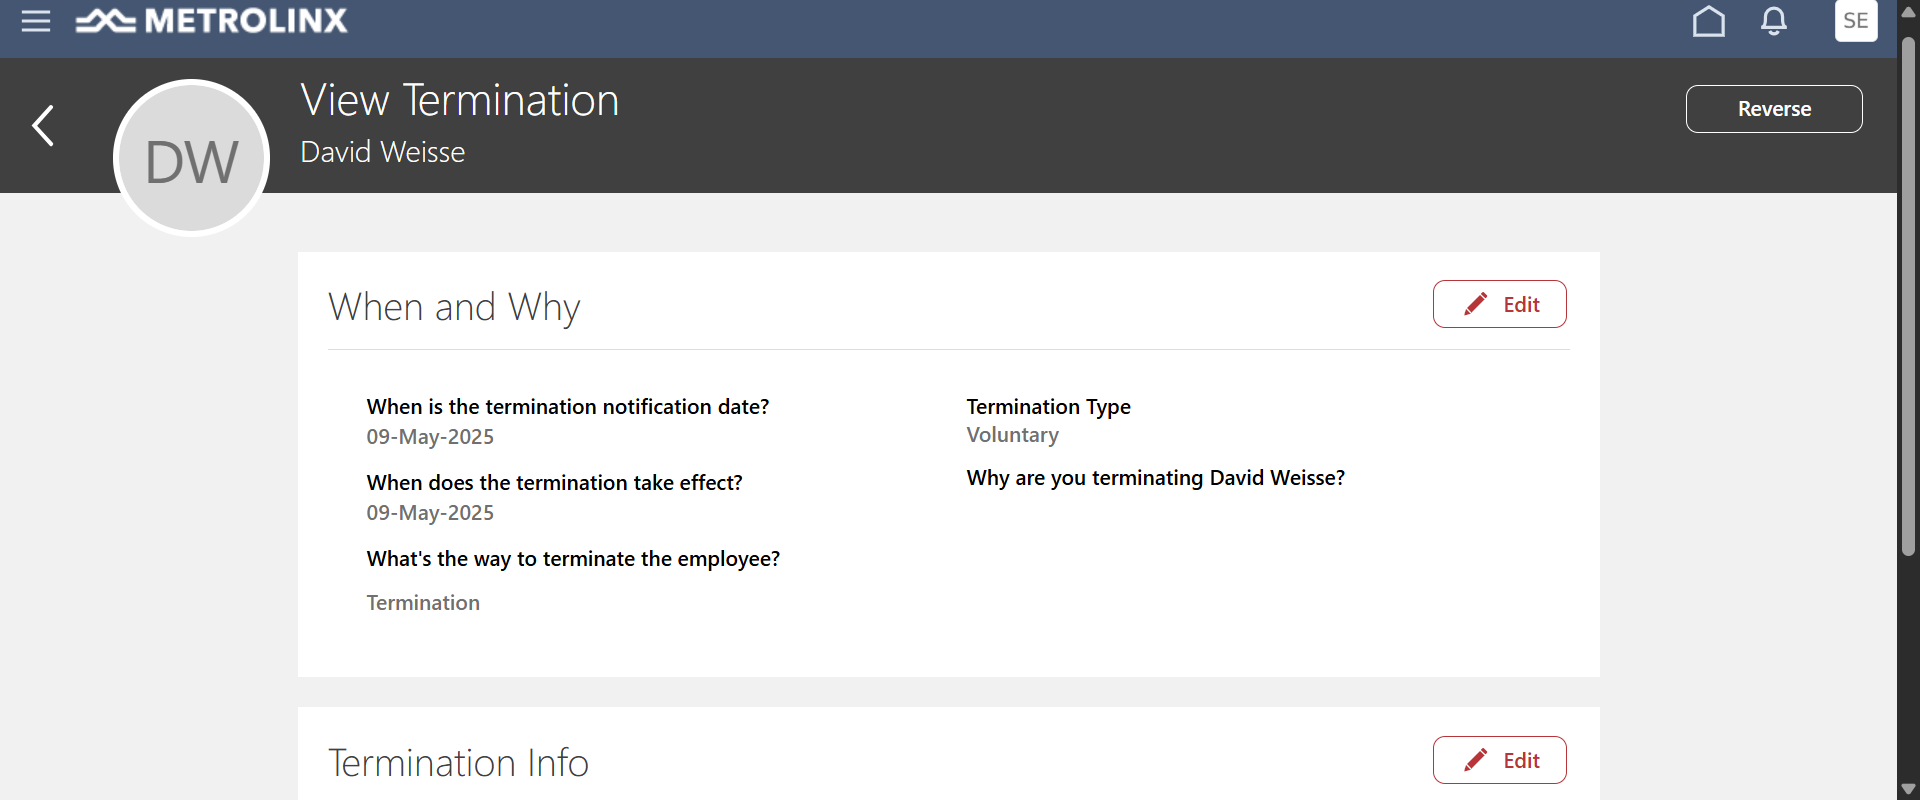 METROLINX
SE
DW
View Termination
David Weisse
Reverse
When and Why
Edit
When is the termination notification date?
09-May-2025
When does the termination take effect?
09-May-2025
What's the way to terminate the employee?
Termination
Termination Type
Voluntary
Why are you terminating David Weisse?
Termination Info
Edit